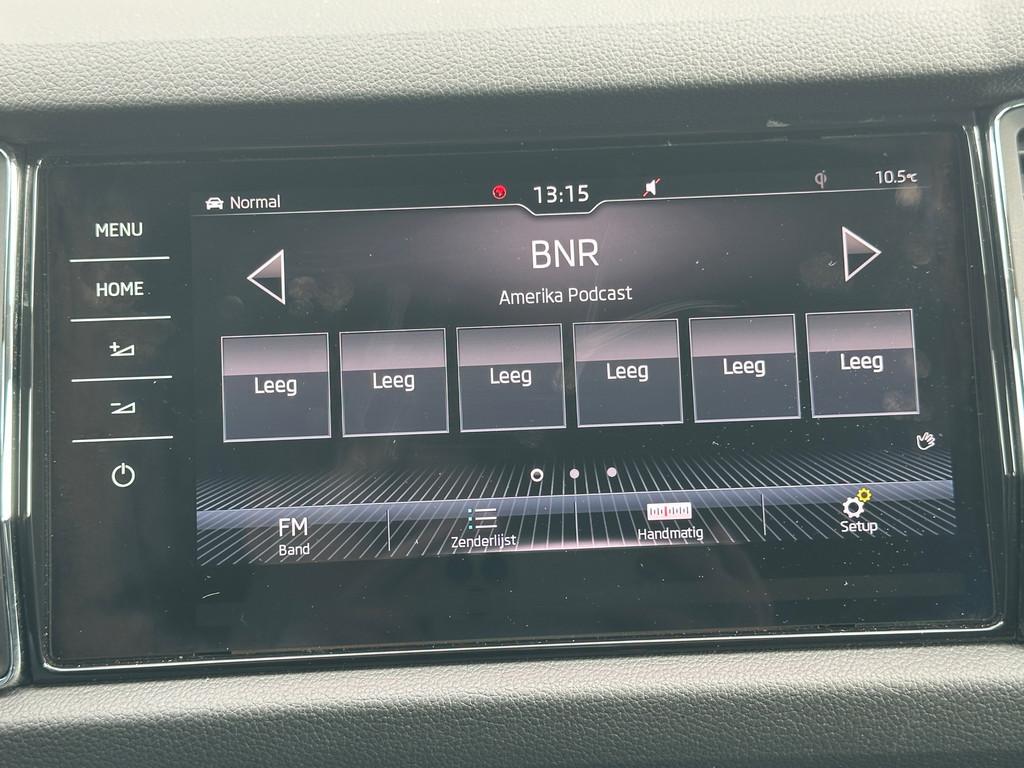 Normal
13:15
10.5°C
MENU
HOME
BNR
Amerika Podcast
Leeg
Leeg
Leeg
Leeg
Leeg
Leeg
FM
Band
Zenderlijst
Handmatig
Setup